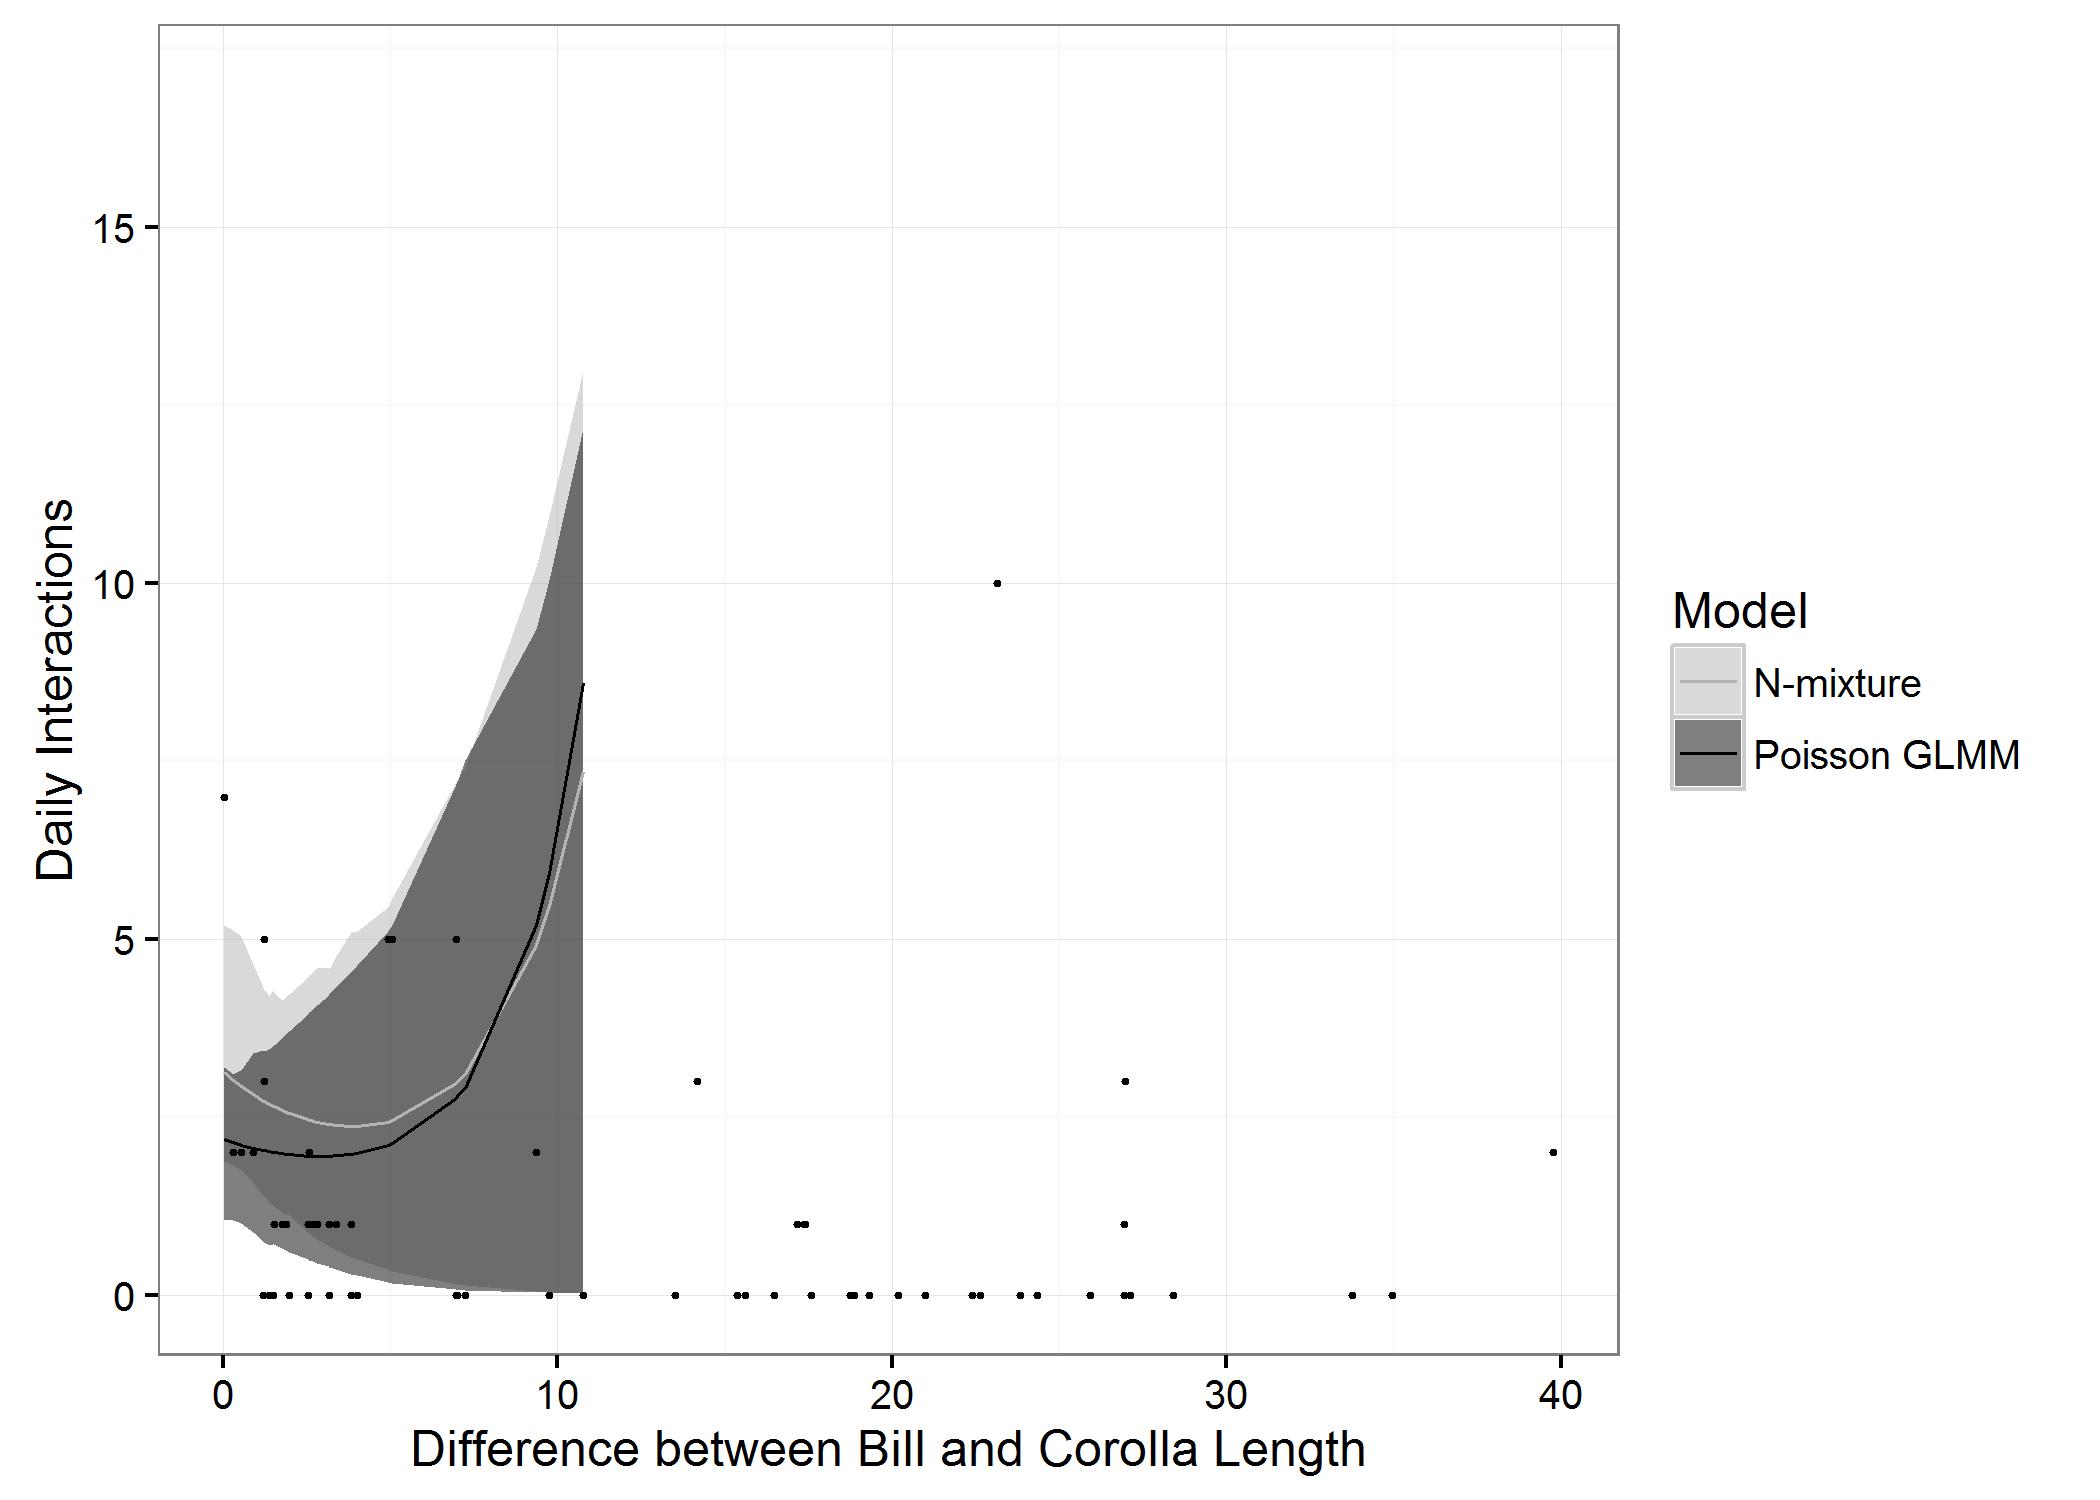 15
10
5
0
Daily Interactions
0 10 20 30 40
Difference between Bill and Corolla Length
Model
N-mixture
Poisson GLMM